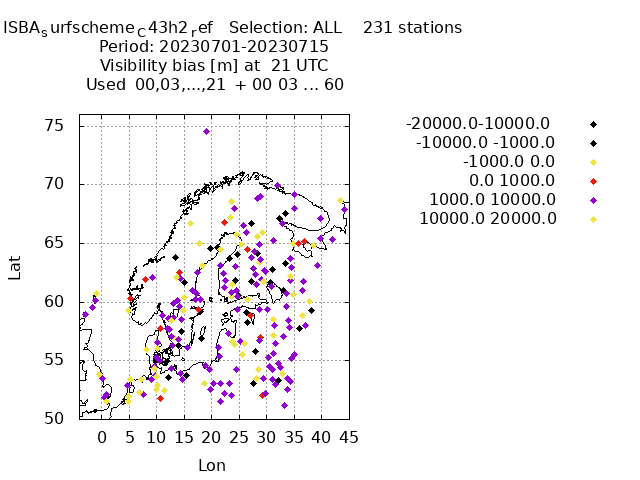 ISBAsurfschemeC43h2ref Selection: ALL 231 stations
Period: 20230701-20230715
Visibility bias [m] at 21 UTC
Used 00,03,...,21 + 00 03 ... 60
-20000.0-10000.0
-10000.0 -1000.0
-1000.0 0.0
0.0 1000.0
1000.0 10000.0
10000.0 20000.0
75
70
65
60
55
50
Lat
0 5 10 15 20 25 30 35 40 45
Lon